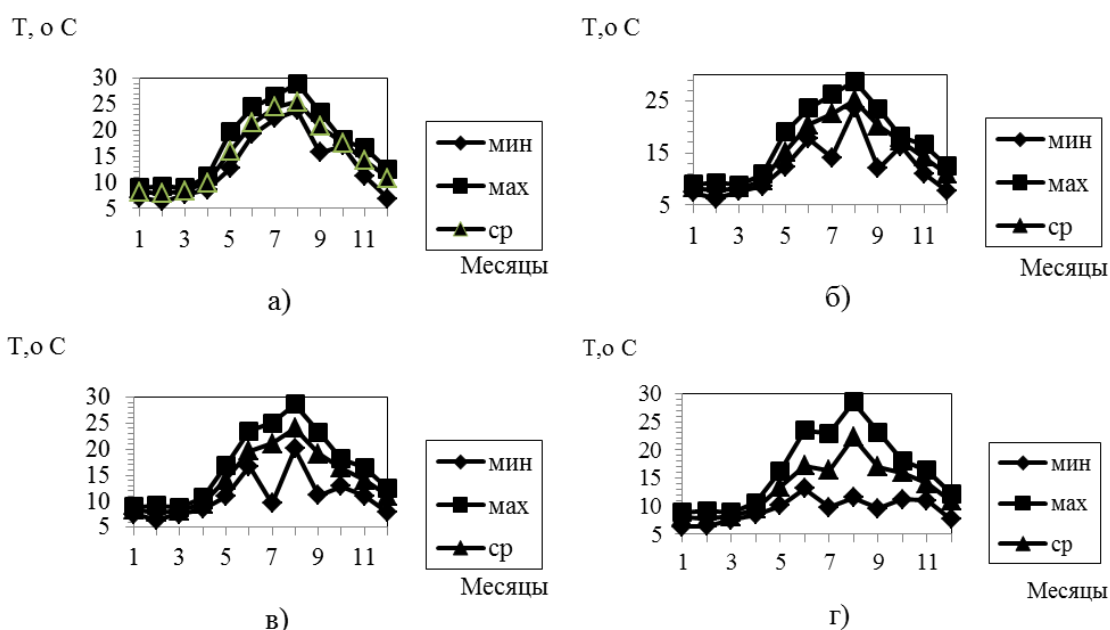 Т, о С
30
25
20
15
10
5
1 3 5 7 9 11
мин
мах
ср
Месяцы
а)
Т,о С
25
15
5
1 3 5 7 9 11
мин
мах
ср
Месяцы
б)
Т,о С
30
25
20
15
10
5
1 3 5 7 9 11
мин
мах
ср
Месяцы
в)
Т,о С
30
25
20
15
10
5
1 3 5 7 9 11
мин
мах
ср
Месяцы
г)